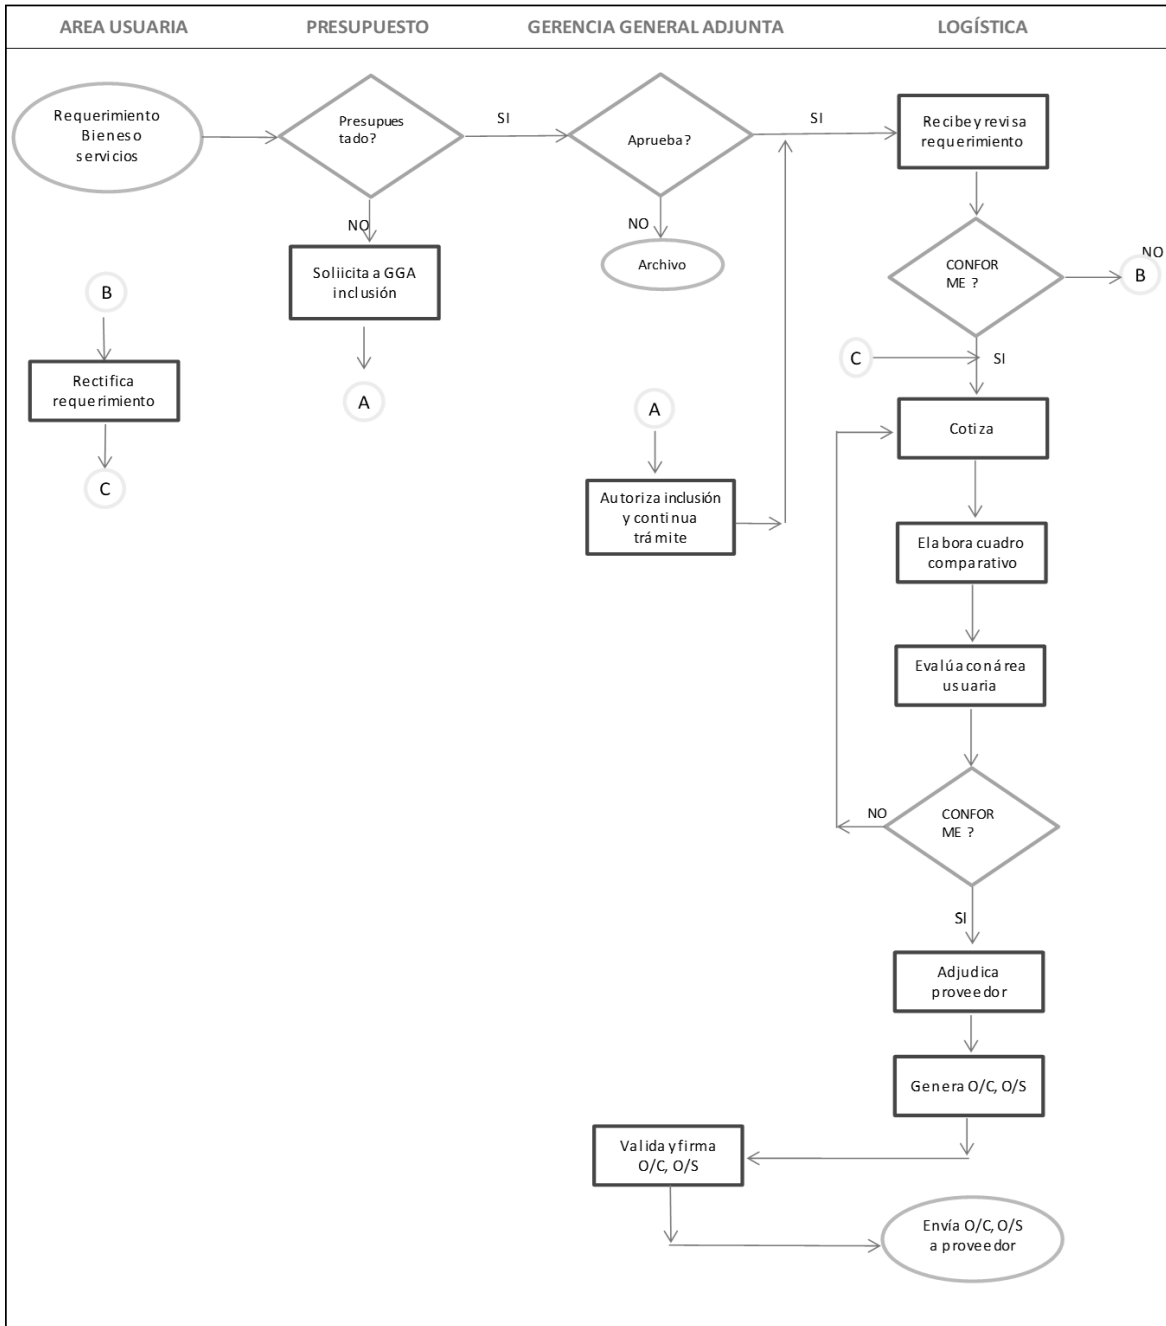 AREA USUARIA
PRESUPUESTO
GERENCIA GENERAL ADJUNTA
LOGÍSTICA
Requerimiento
Bieneso
servicios
Presupues
tado?
SI
Aprueba?
SI
Recibe y revisa
requerimiento
NO
Soliicita a GGA
inclusión
NO
Archivo
CONFOR
ME ?
NO
B
B
Rectifica
requerimiento
C
A
C
SI
A
Autoriza inclusión
y continua
trámite
Cotiza
Elabora cuadro
comparativo
Evalúa con área
usuaria
NO
CONFOR
ME ?
SI
Adjudica
proveedor
Genera O/C, O/S
Valida y firma
O/C, O/S
Envía O/C, O/S
a proveedor